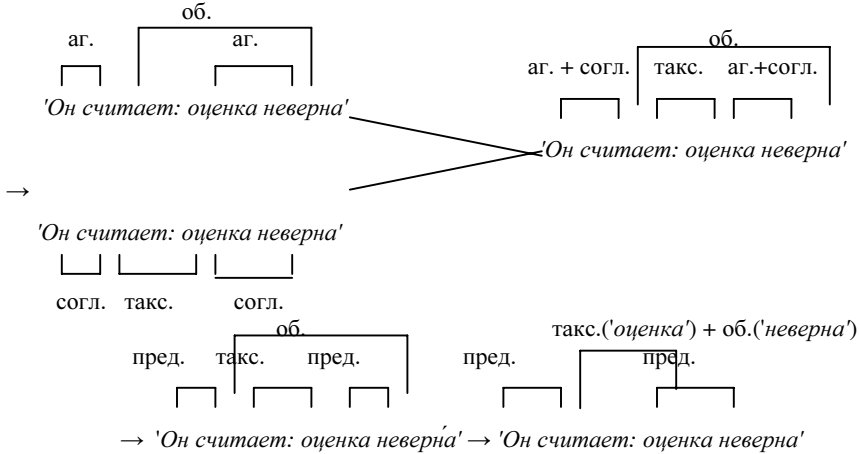 об.
аг. аг.
'Он считает: оценка неверна'
об.
аг. + согл. такс. аг.+согл.
'Он считает: оценка неверна'
→
'Он считает: оценка неверна'
согл. такс. согл.
об.
пред. такс. пред.
такс.('оценка') + об.('неверна')
пред. пред.
→ 'Он считает: оценка неверна́' → 'Он считает: оценка неверна'